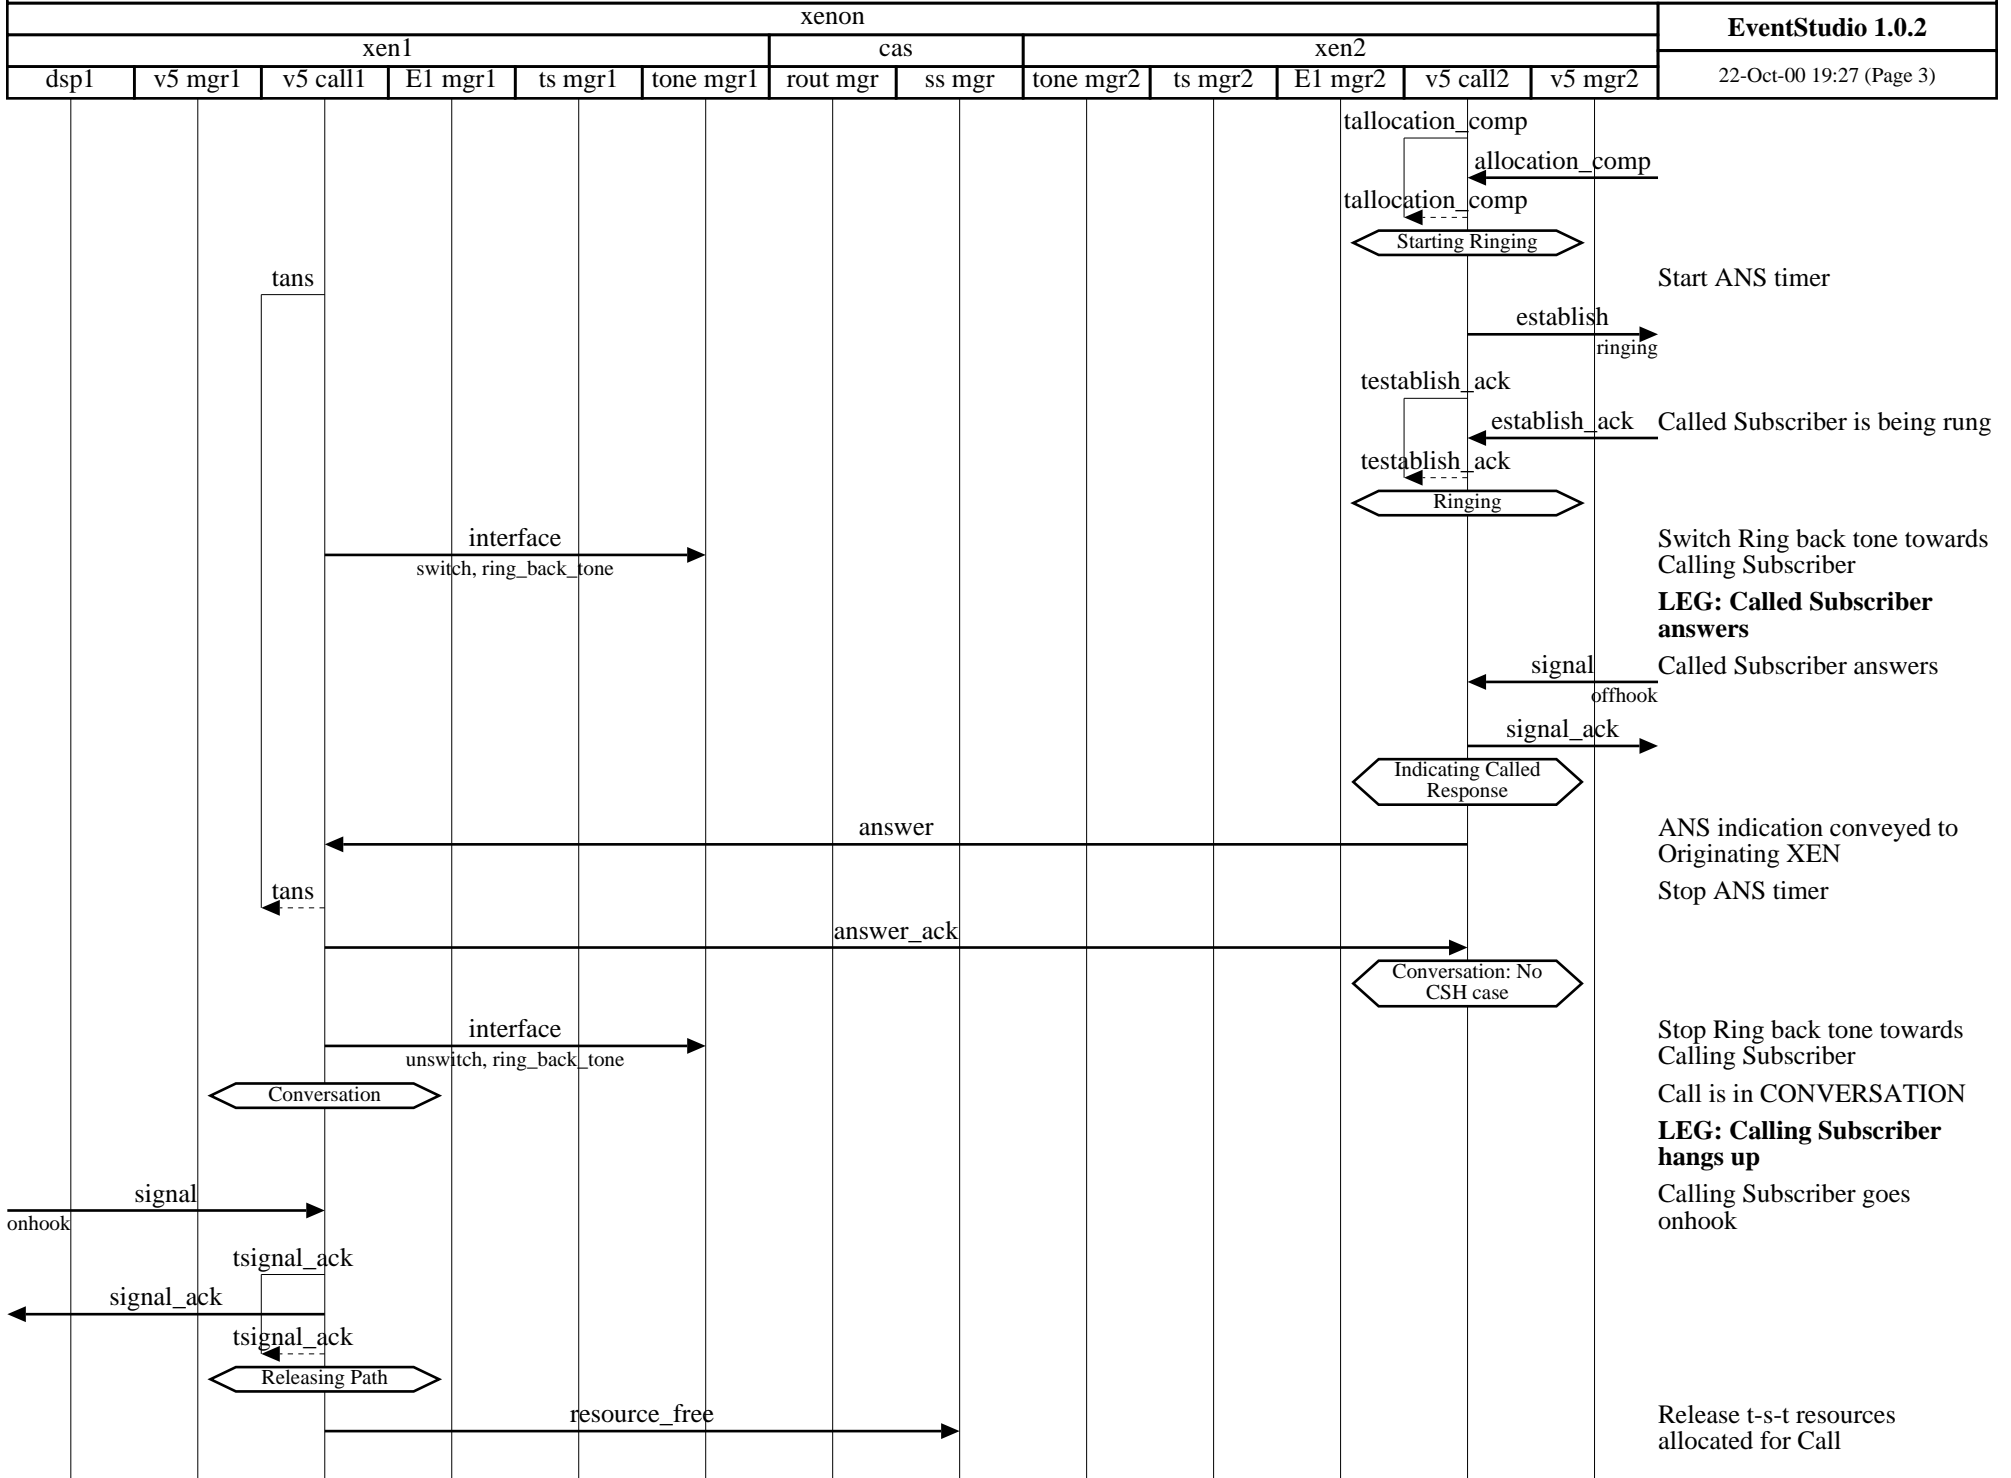 xenon
EventStudio 1.0.2
xen1
cas
xen2
22-Oct-00 19:27 (Page 3)
dsp1
v5 mgr1
v5 call1
E1 mgr1
ts mgr1
tone mgr1
rout mgr
ss mgr
tone mgr2
ts mgr2
E1 mgr2
v5 call2
v5 mgr2
tallocation_comp
allocation_comp
tallocation_comp
Starting Ringing
tans
Start ANS timer
establish
ringing
testablish_ack
establish_ack
Called Subscriber is being rung
testablish_ack
Ringing
interface
switch, ring_back_tone
Switch Ring back tone towards
Calling Subscriber
LEG: Called Subscriber
answers
signal
offhook
Called Subscriber answers
signal_ack
Indicating Called
Response
answer
ANS indication conveyed to
Originating XEN
tans
Stop ANS timer
answer_ack
Conversation: No
CSH case
interface
unswitch, ring_back_tone
Stop Ring back tone towards
Calling Subscriber
Conversation
Call is in CONVERSATION
LEG: Calling Subscriber
hangs up
signal
onhook
Calling Subscriber goes
onhook
tsignal_ack
signal_ack
tsignal_ack
Releasing Path
resource_free
Release t-s-t resources
allocated for Call